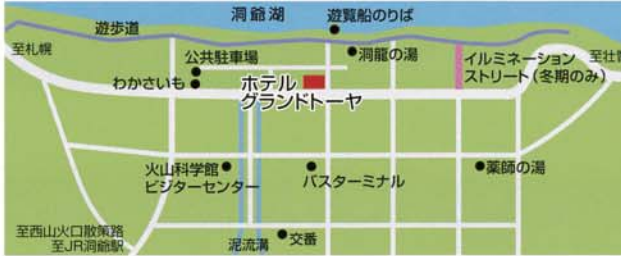 洞爺湖
遊覧船のりば
遊歩道
至札幌
公共駐車場
洞龍の湯
イルミネーション
ストリート(冬期のみ)
至壮瞥
わかさいも
ホテル
グランドトーヤ
火山科学館
ビジターセンター
バスターミナル
薬師の湯
至西山火口散策路
至JR洞爺駅
泥流溝
交番